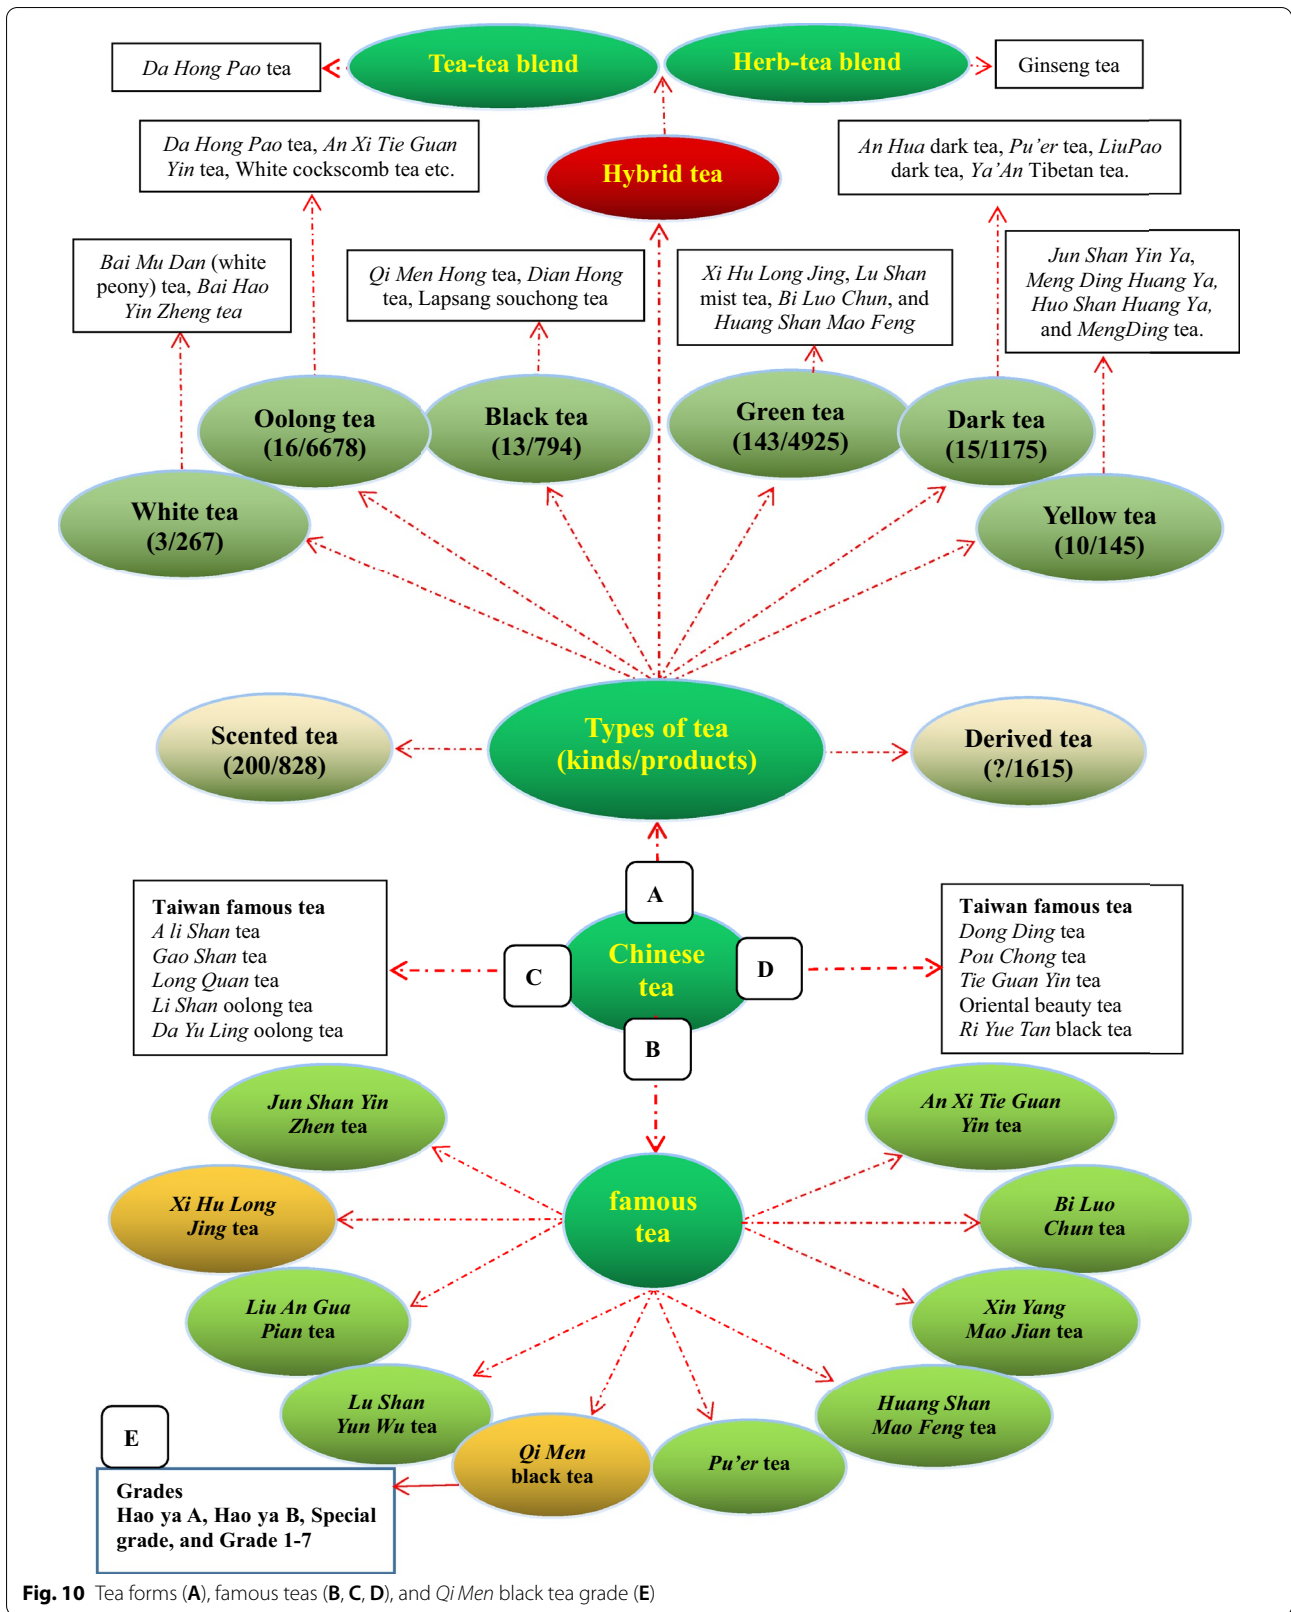 Tea-tea blend
Herb-tea blend
Da Hong Pao tea
Ginseng tea
Da Hong Pao tea, An Xi Tie Guan
Yin tea, White cockscomb tea etc.
Hybrid tea
An Hua dark tea, Pu’er tea, LiuPao
dark tea, Ya’An Tibetan tea.
Bai Mu Dan (white
peony) tea, Bai Hao
Yin Zheng tea
Qi Men Hong tea, Dian Hong
tea, Lapsang souchong tea
Xi Hu Long Jing, Lu Shan
mist tea, Bi Luo Chun, and
Huang Shan Mao Feng
Jun Shan Yin Ya,
Meng Ding Huang Ya,
Huo Shan Huang Ya,
and MengDing tea.
Oolong tea
(16/6678)
Black tea
(13/794)
Green tea
(143/4925)
Dark tea
(15/1175)
White tea
(3/267)
Yellow tea
(10/145)
Scented tea
(200/828)
Types of tea
(kinds/products)
Derived tea
(?/1615)
A
Chinese
tea
C
D
B
Taiwan famous tea
A li Shan tea
Gao Shan tea
Long Quan tea
Li Shan oolong tea
Da Yu Ling oolong tea
Taiwan famous tea
Dong Ding tea
Pou Chong tea
Tie Guan Yin tea
Oriental beauty tea
Ri Yue Tan black tea
Jun Shan Yin
Zhen tea
An Xi Tie Guan
Yin tea
Xi Hu Long
Jing tea
famous
tea
Bi Luo
Chun tea
Liu An Gua
Pian tea
Xin Yang
Mao Jian tea
Lu Shan
Yun Wu tea
Huang Shan
Mao Feng tea
Qi Men
black tea
Pu’er tea
E
Grades
Hao ya A, Hao ya B, Special
grade, and Grade 1-7
Fig. 10 Tea forms (A), famous teas (B, C, D), and Qi Men black tea grade (E)